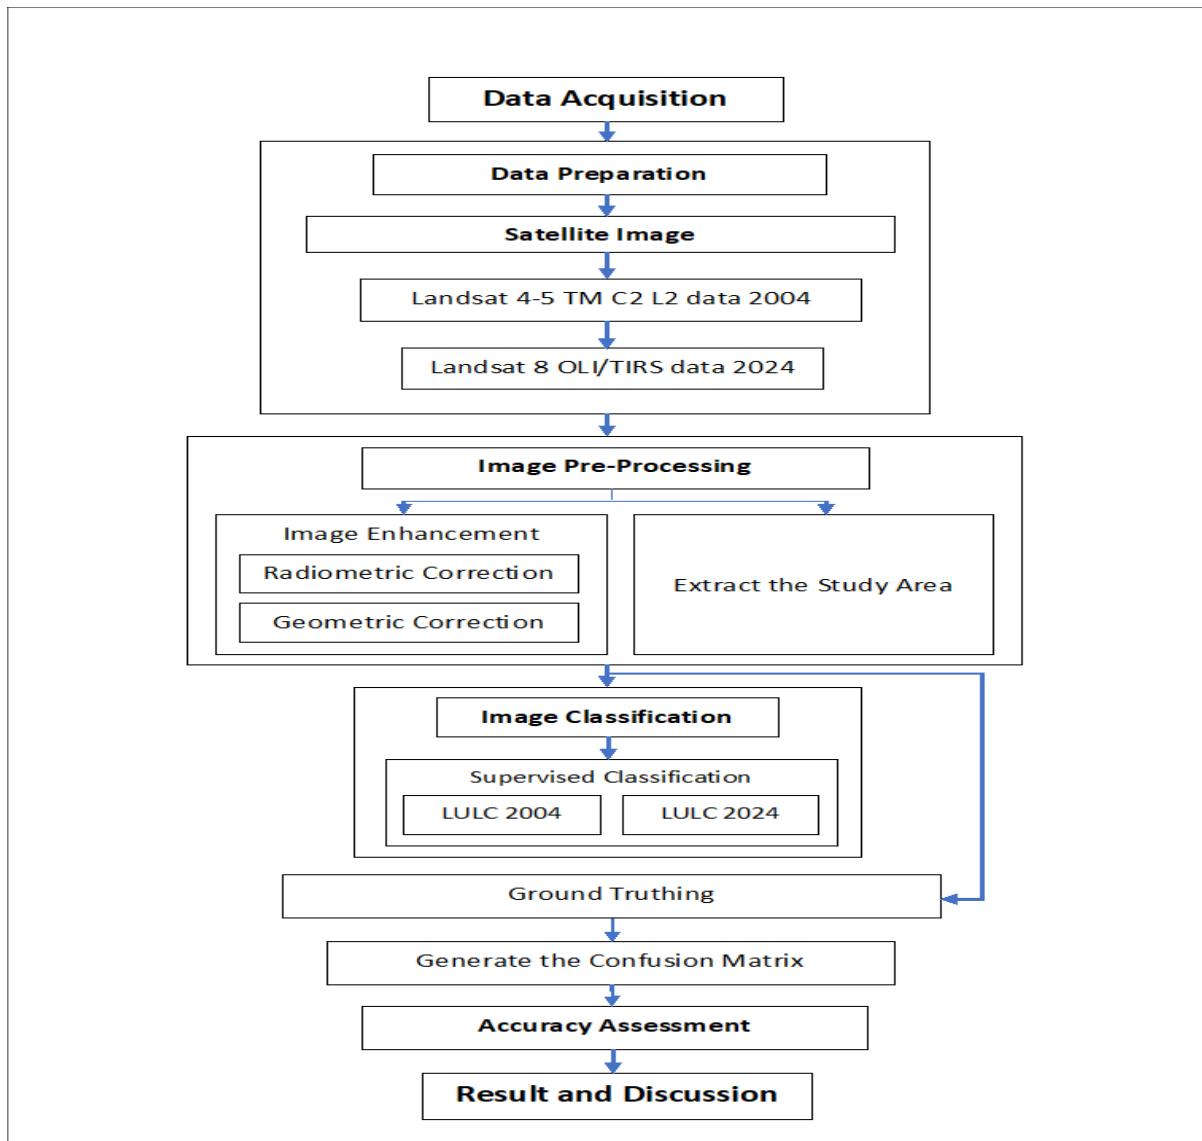 Data Acquisition
Data Preparation
Satellite Image
Landsat 4-5 TM C2 L2 data 2004
Landsat 8 OLI/TIRS data 2024
Image Pre-Processing
Image Enhancement
Radiometric Correction
Geometric Correction
Extract the Study Area
Image Classification
Supervised Classification
LULC 2004
LULC 2024
Ground Truthing
Generate the Confusion Matrix
Accuracy Assessment
Result and Discussion